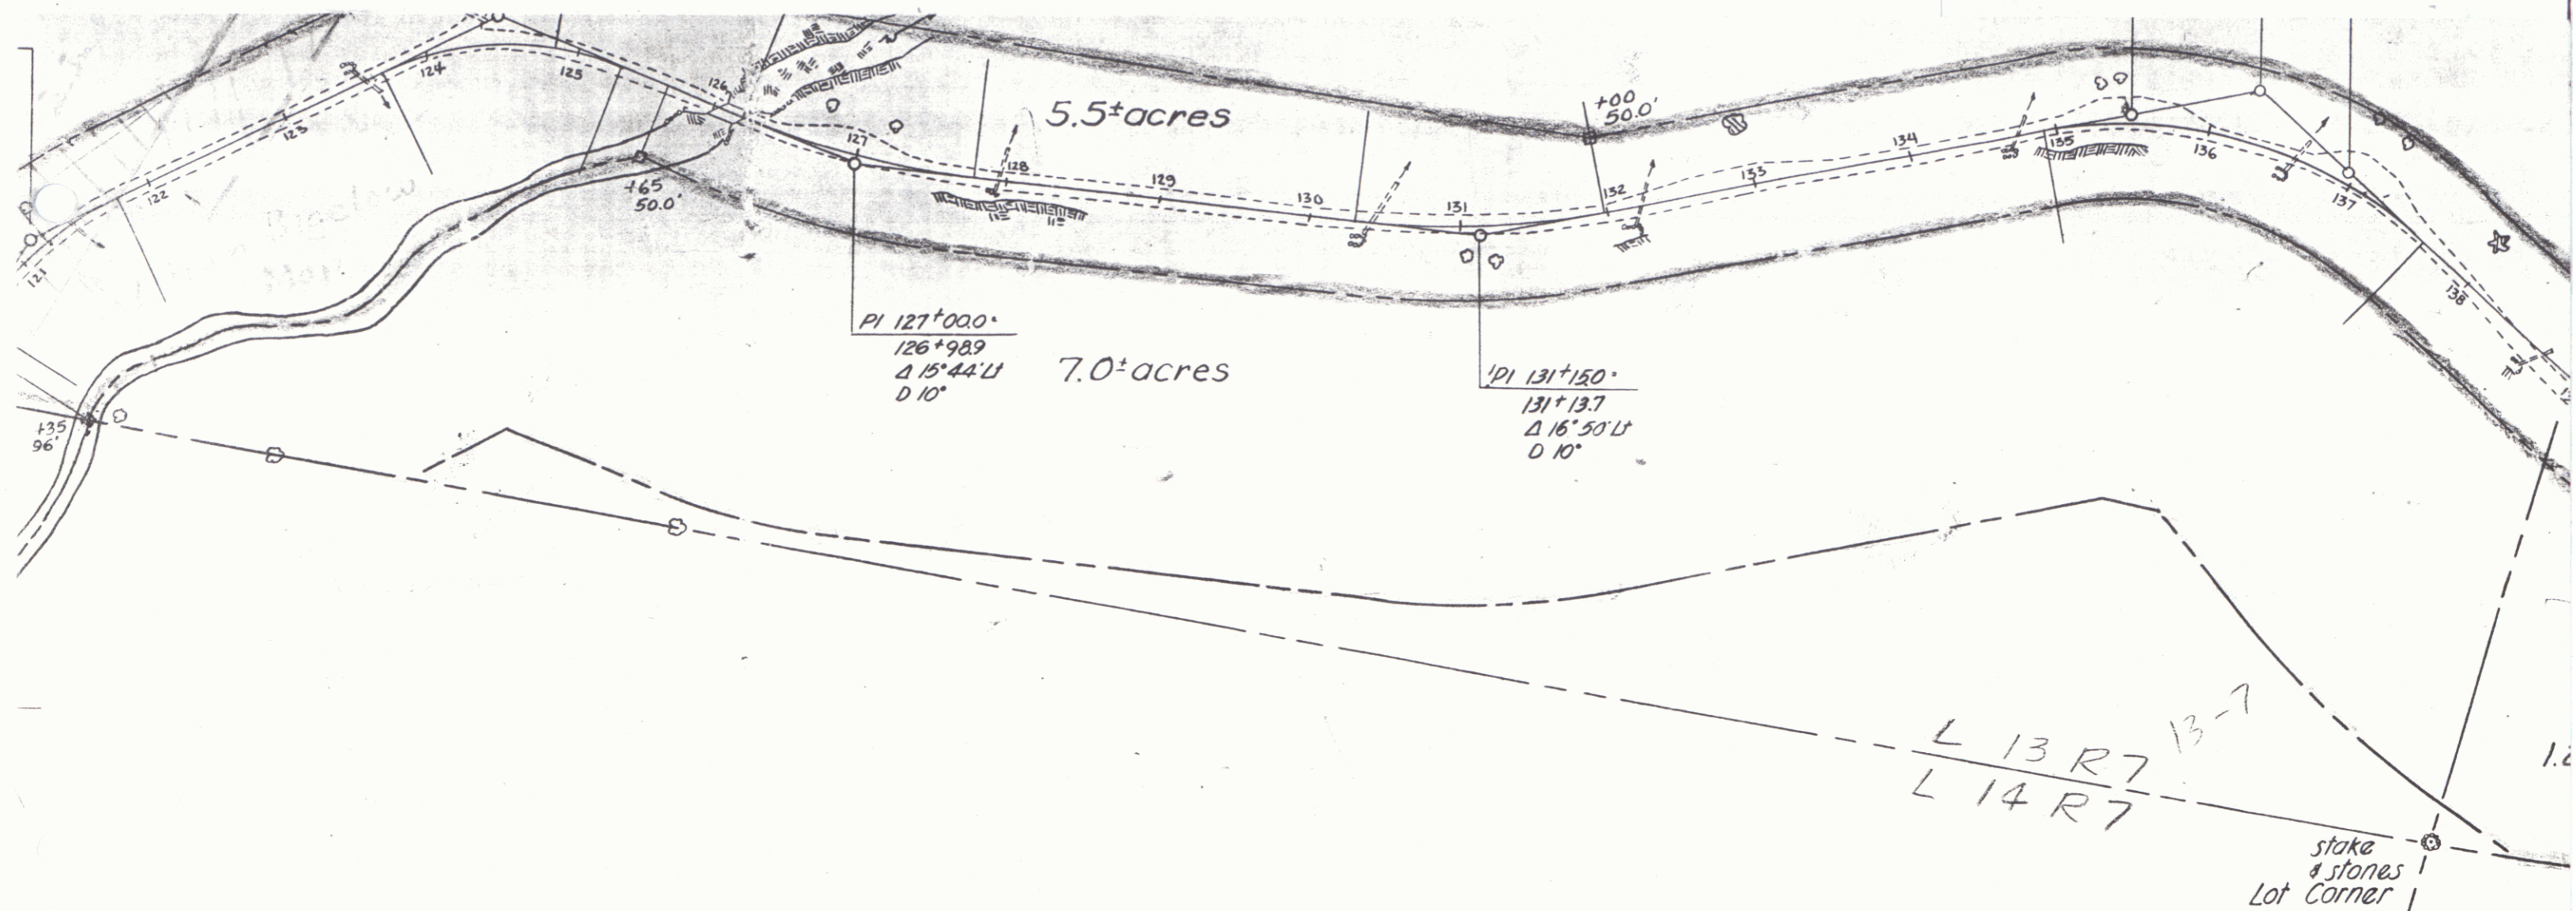 121
122
123
124
125
126
127
128
129
130
131
132
133
134
135
136
137
138
5.5± acres
+00
50.0'
+65
50.0'
+35
96'
PI 127+00.0=
126+98.9
Δ 15°44' Lt
D 10°
7.0± acres
PI 131+15.0=
131+13.7
Δ 16°50' Lt
D 10°
L 13 R 7
L 14 R 7
13-7
stake
& stones
Lot Corner